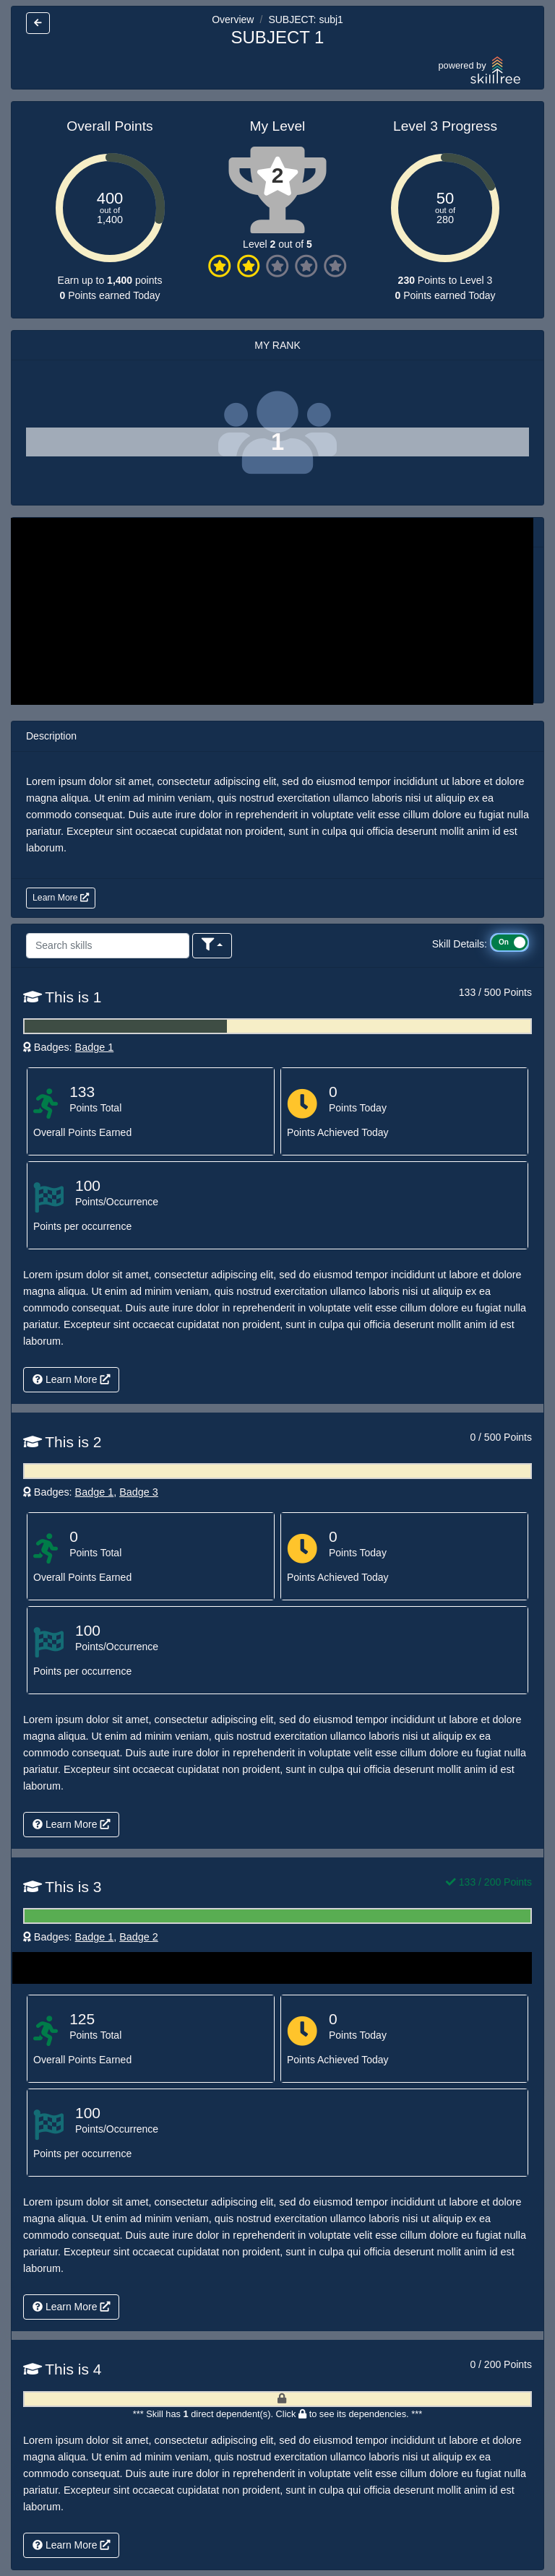 Overview / SUBJECT: subj1
SUBJECT 1
powered by
skilltree
Overall Points
400
out of
1,400
Earn up to 1,400 points
0 Points earned Today
My Level
2
Level 2 out of 5
Level 3 Progress
50
out of
280
230 Points to Level 3
0 Points earned Today
MY RANK
1
Description
Lorem ipsum dolor sit amet, consectetur adipiscing elit, sed do eiusmod tempor incididunt ut labore et dolore
magna aliqua. Ut enim ad minim veniam, quis nostrud exercitation ullamco laboris nisi ut aliquip ex ea
commodo consequat. Duis aute irure dolor in reprehenderit in voluptate velit esse cillum dolore eu fugiat nulla
pariatur. Excepteur sint occaecat cupidatat non proident, sunt in culpa qui officia deserunt mollit anim id est
laborum.
Learn More
Search skills
Skill Details: On
This is 1
133 / 500 Points
Badges: Badge 1
133
Points Total
Overall Points Earned
0
Points Today
Points Achieved Today
100
Points/Occurrence
Points per occurrence
Lorem ipsum dolor sit amet, consectetur adipiscing elit, sed do eiusmod tempor incididunt ut labore et dolore
magna aliqua. Ut enim ad minim veniam, quis nostrud exercitation ullamco laboris nisi ut aliquip ex ea
commodo consequat. Duis aute irure dolor in reprehenderit in voluptate velit esse cillum dolore eu fugiat nulla
pariatur. Excepteur sint occaecat cupidatat non proident, sunt in culpa qui officia deserunt mollit anim id est
laborum.
Learn More
This is 2
0 / 500 Points
Badges: Badge 1, Badge 3
0
Points Total
Overall Points Earned
0
Points Today
Points Achieved Today
100
Points/Occurrence
Points per occurrence
Lorem ipsum dolor sit amet, consectetur adipiscing elit, sed do eiusmod tempor incididunt ut labore et dolore
magna aliqua. Ut enim ad minim veniam, quis nostrud exercitation ullamco laboris nisi ut aliquip ex ea
commodo consequat. Duis aute irure dolor in reprehenderit in voluptate velit esse cillum dolore eu fugiat nulla
pariatur. Excepteur sint occaecat cupidatat non proident, sunt in culpa qui officia deserunt mollit anim id est
laborum.
Learn More
This is 3
133 / 200 Points
Badges: Badge 1, Badge 2
125
Points Total
Overall Points Earned
0
Points Today
Points Achieved Today
100
Points/Occurrence
Points per occurrence
Lorem ipsum dolor sit amet, consectetur adipiscing elit, sed do eiusmod tempor incididunt ut labore et dolore
magna aliqua. Ut enim ad minim veniam, quis nostrud exercitation ullamco laboris nisi ut aliquip ex ea
commodo consequat. Duis aute irure dolor in reprehenderit in voluptate velit esse cillum dolore eu fugiat nulla
pariatur. Excepteur sint occaecat cupidatat non proident, sunt in culpa qui officia deserunt mollit anim id est
laborum.
Learn More
This is 4
0 / 200 Points
*** Skill has 1 direct dependent(s). Click to see its dependencies. ***
Lorem ipsum dolor sit amet, consectetur adipiscing elit, sed do eiusmod tempor incididunt ut labore et dolore
magna aliqua. Ut enim ad minim veniam, quis nostrud exercitation ullamco laboris nisi ut aliquip ex ea
commodo consequat. Duis aute irure dolor in reprehenderit in voluptate velit esse cillum dolore eu fugiat nulla
pariatur. Excepteur sint occaecat cupidatat non proident, sunt in culpa qui officia deserunt mollit anim id est
laborum.
Learn More